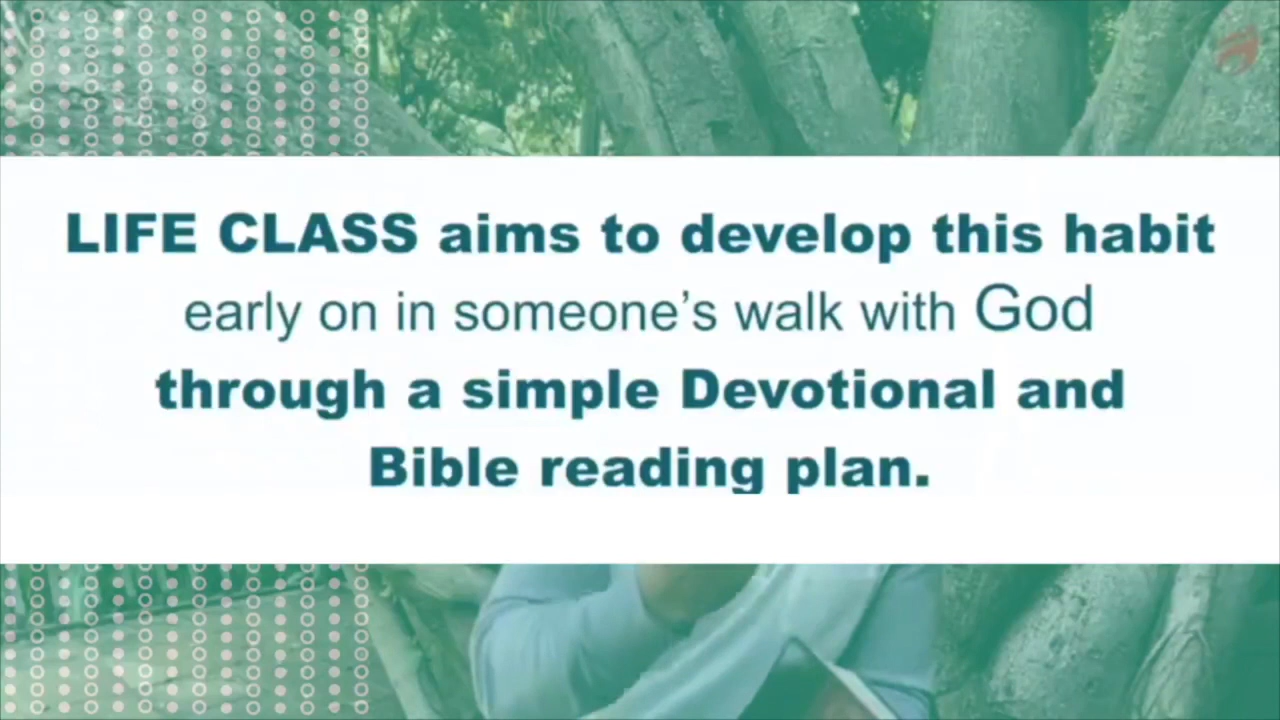 LIFE CLASS aims to develop this habit
early on in someone’s walk with God
through a simple Devotional and
Bible reading plan.